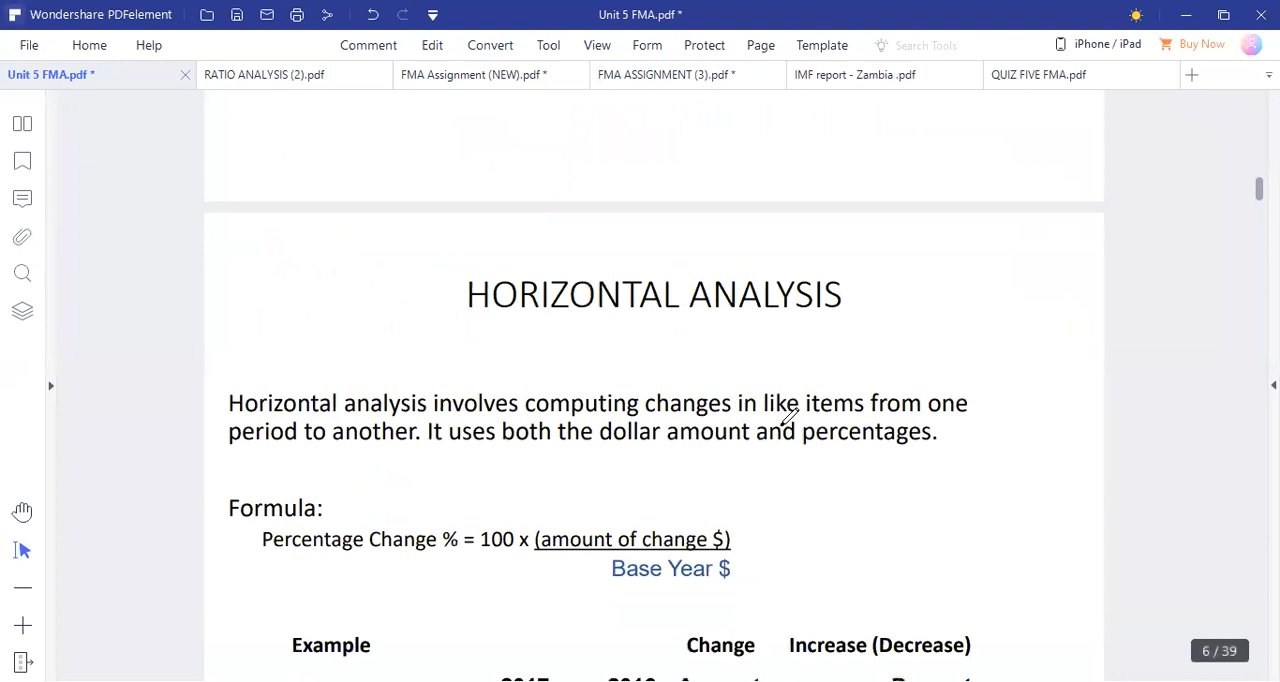 Wondershare PDFelement
Unit 5 FMA.pdf *
File Home Help Comment Edit Convert Tool View Form Protect Page Template Search Tools iPhone / iPad Buy Now
Unit 5 FMA.pdf * RATIO ANALYSIS (2).pdf FMA Assignment (NEW).pdf * FMA ASSIGNMENT (3).pdf * IMF report - Zambia .pdf QUIZ FIVE FMA.pdf
HORIZONTAL ANALYSIS
Horizontal analysis involves computing changes in like items from one
period to another. It uses both the dollar amount and percentages.
Formula:
Percentage Change % = 100 x (amount of change $)
Base Year $
Example Change Increase (Decrease)
6 / 39